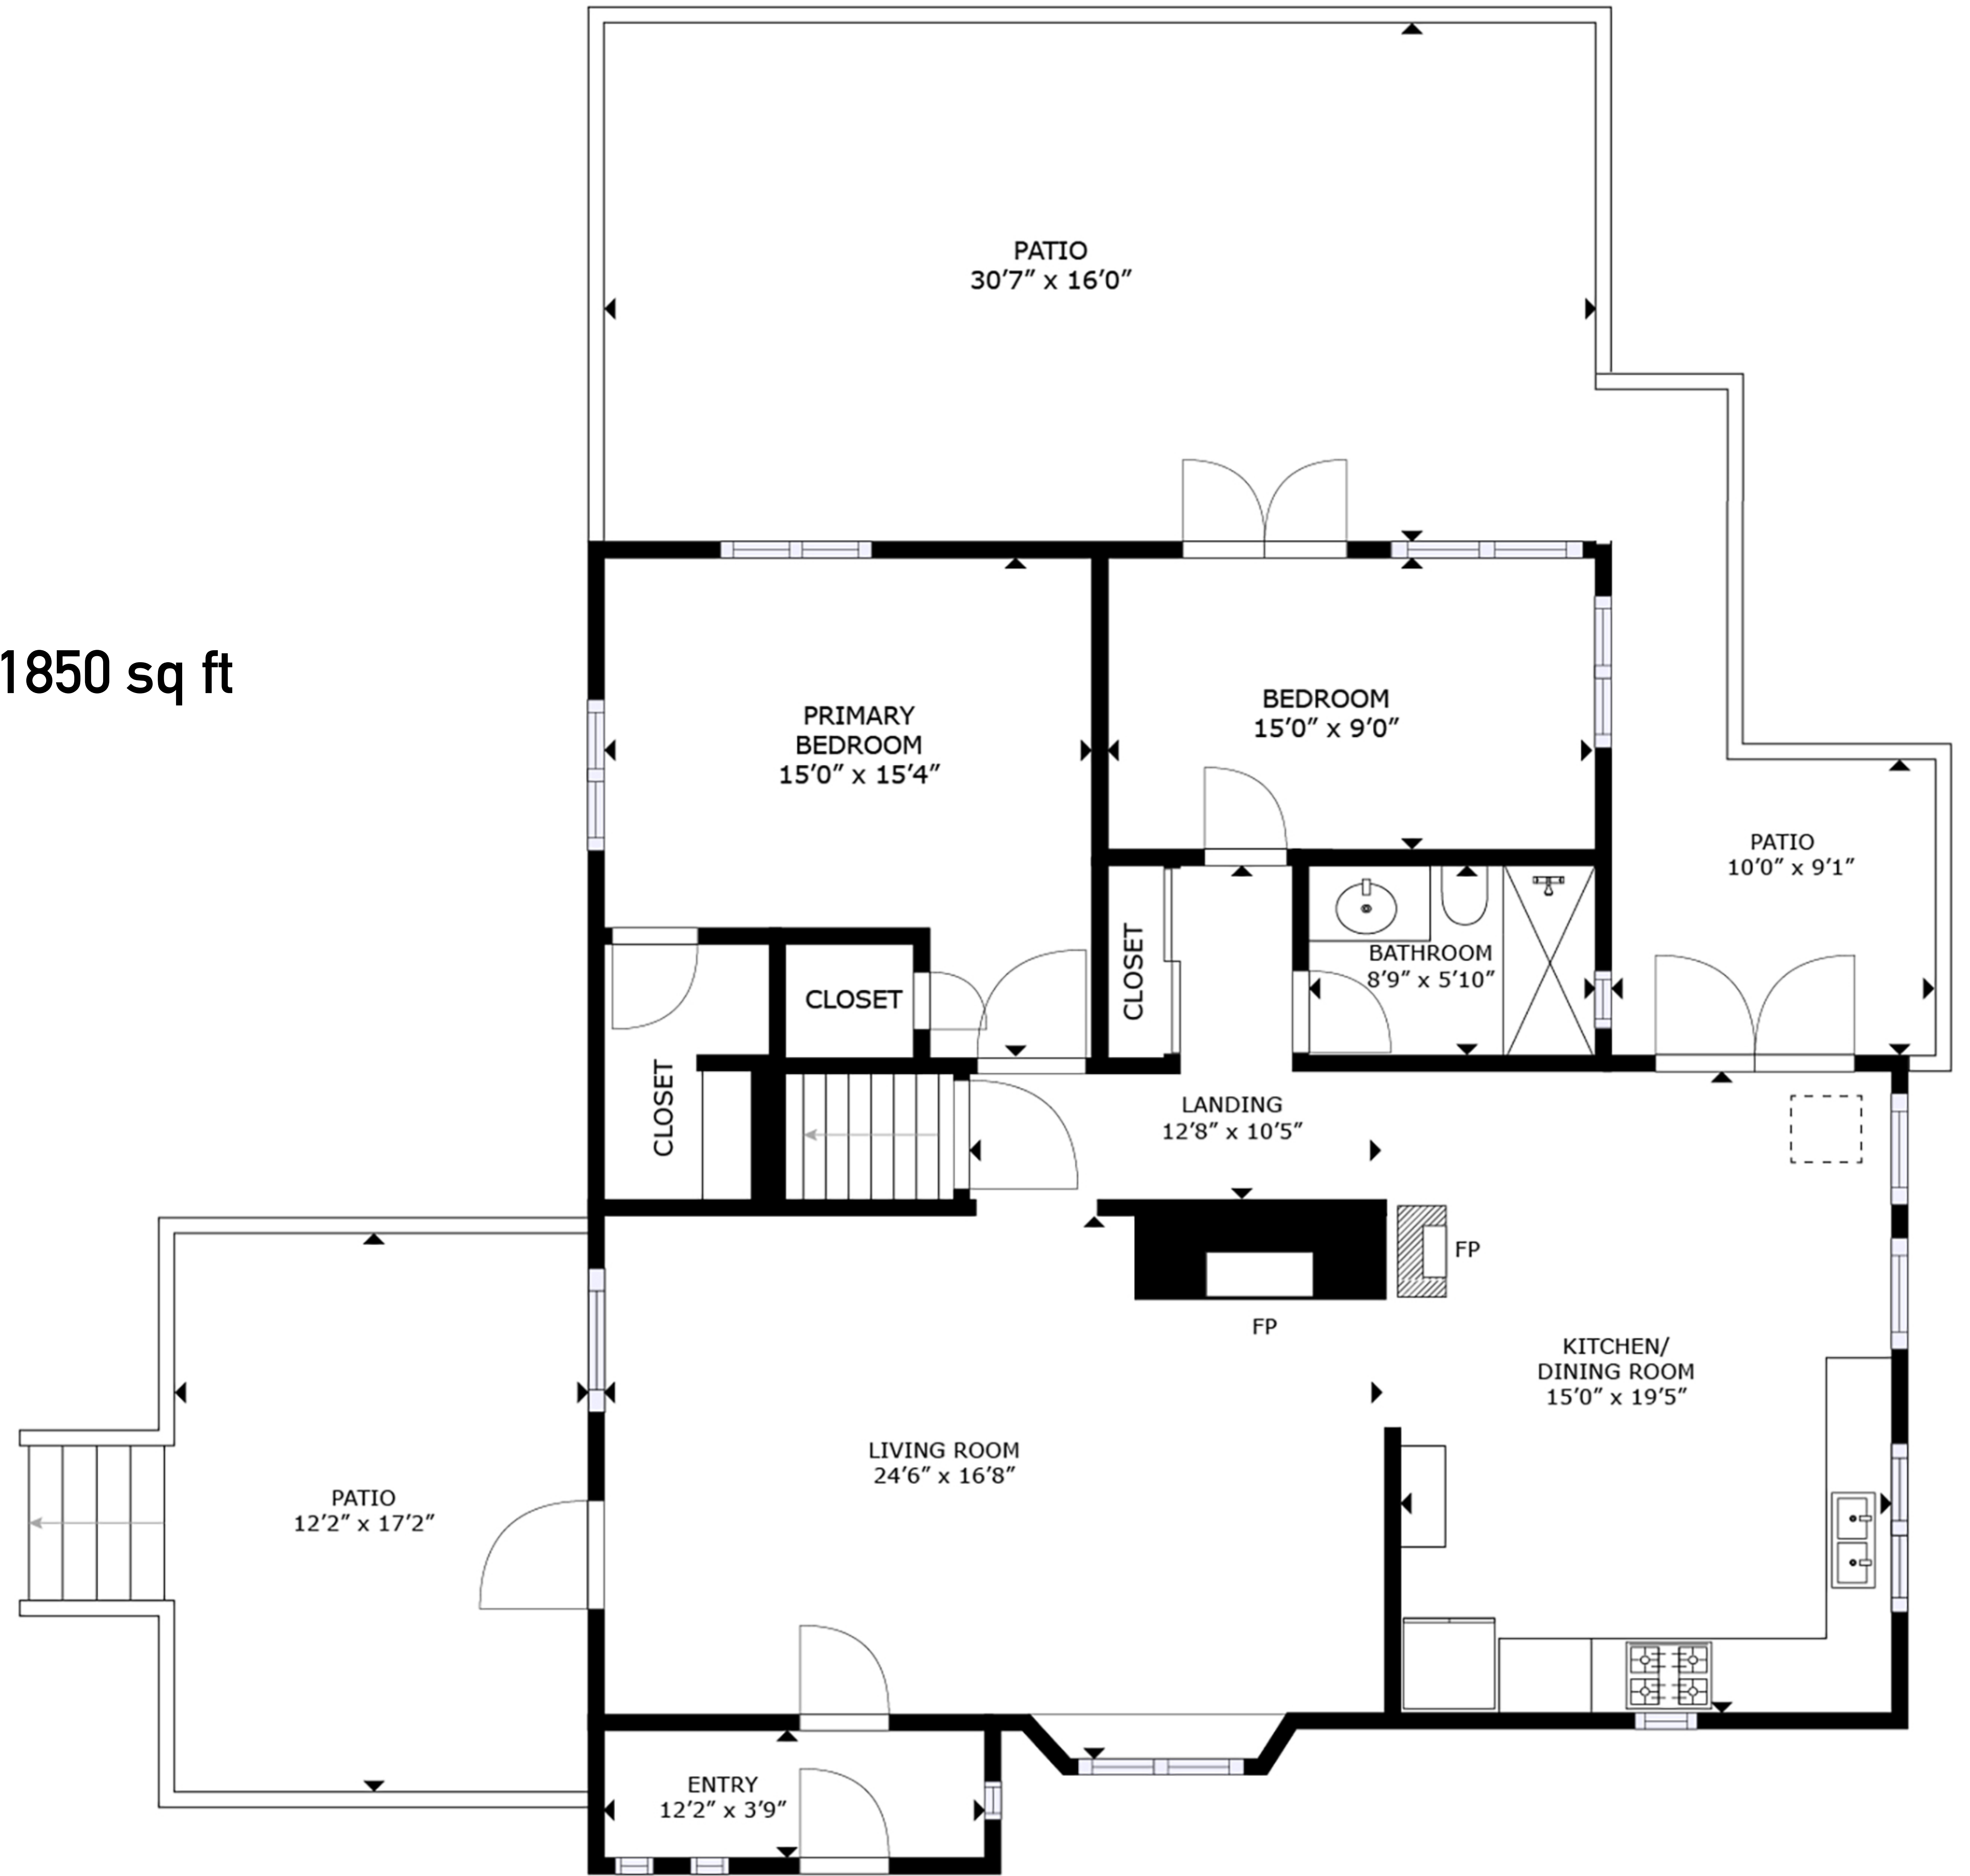 PATIO
30′7″ x 16′0″
1850 sq ft
PRIMARY
BEDROOM
15′0″ x 15′4″
BEDROOM
15′0″ x 9′0″
PATIO
10′0″ x 9′1″
CLOSET
CLOSET
BATHROOM
8′9″ x 5′10″
CLOSET
LANDING
12′8″ x 10′5″
FP
FP
KITCHEN/
DINING ROOM
15′0″ x 19′5″
LIVING ROOM
24′6″ x 16′8″
PATIO
12′2″ x 17′2″
ENTRY
12′2″ x 3′9″